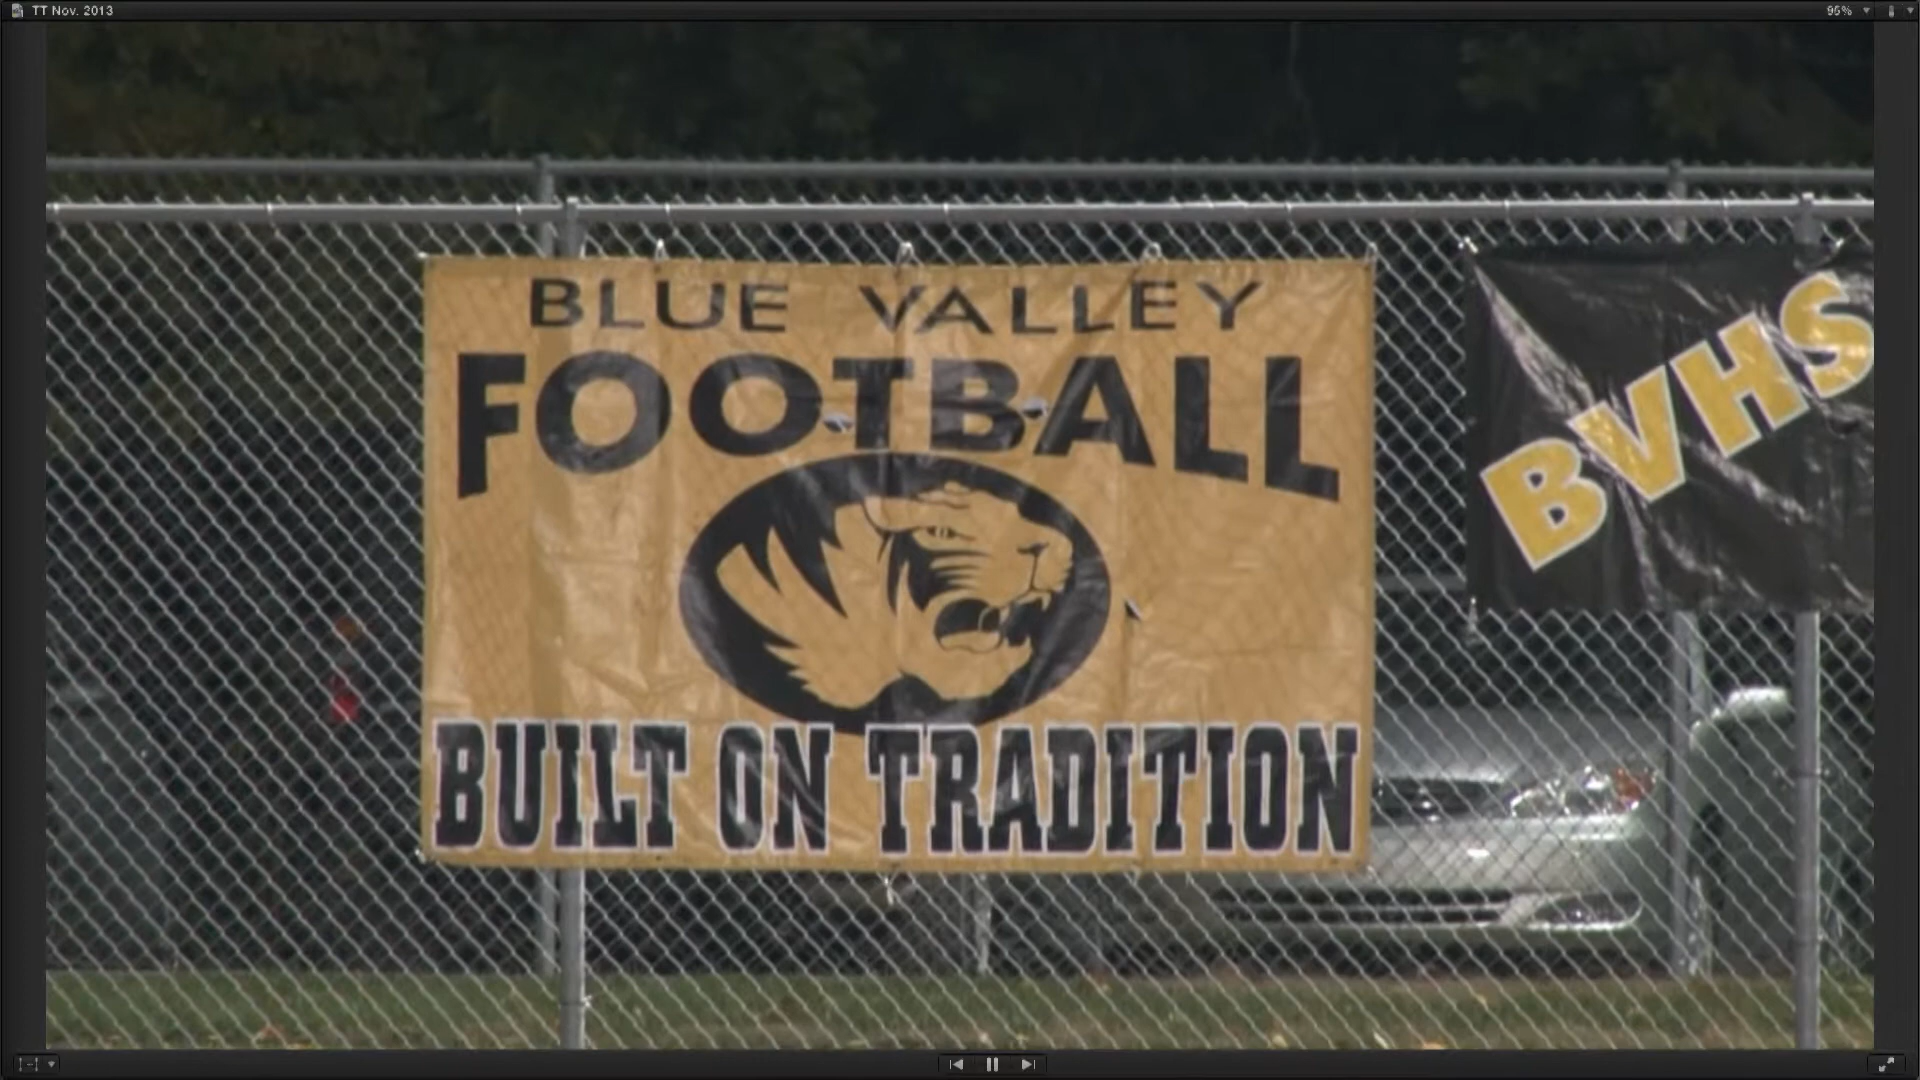 TT Nov. 2013
95%
BLUE VALLEY
FOOTBALL
BUILT ON TRADITION
BVHS